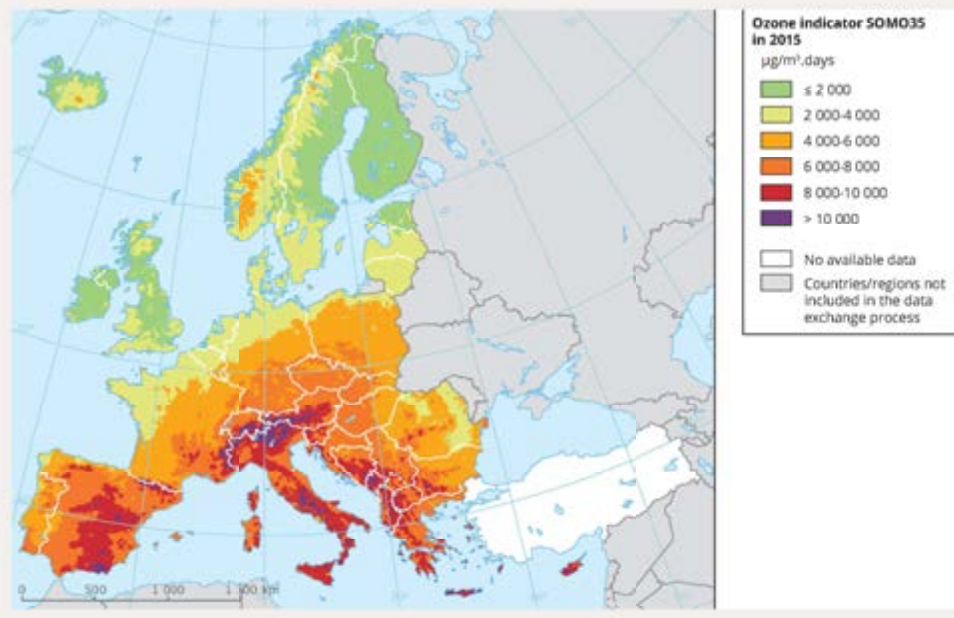 Ozone indicator SOMO35
in 2015
µg/m³.days
≤ 2 000
2 000-4 000
4 000-6 000
6 000-8 000
8 000-10 000
> 10 000
No available data
Countries/regions not
included in the data
exchange process
0 500 1 000 1 500 km